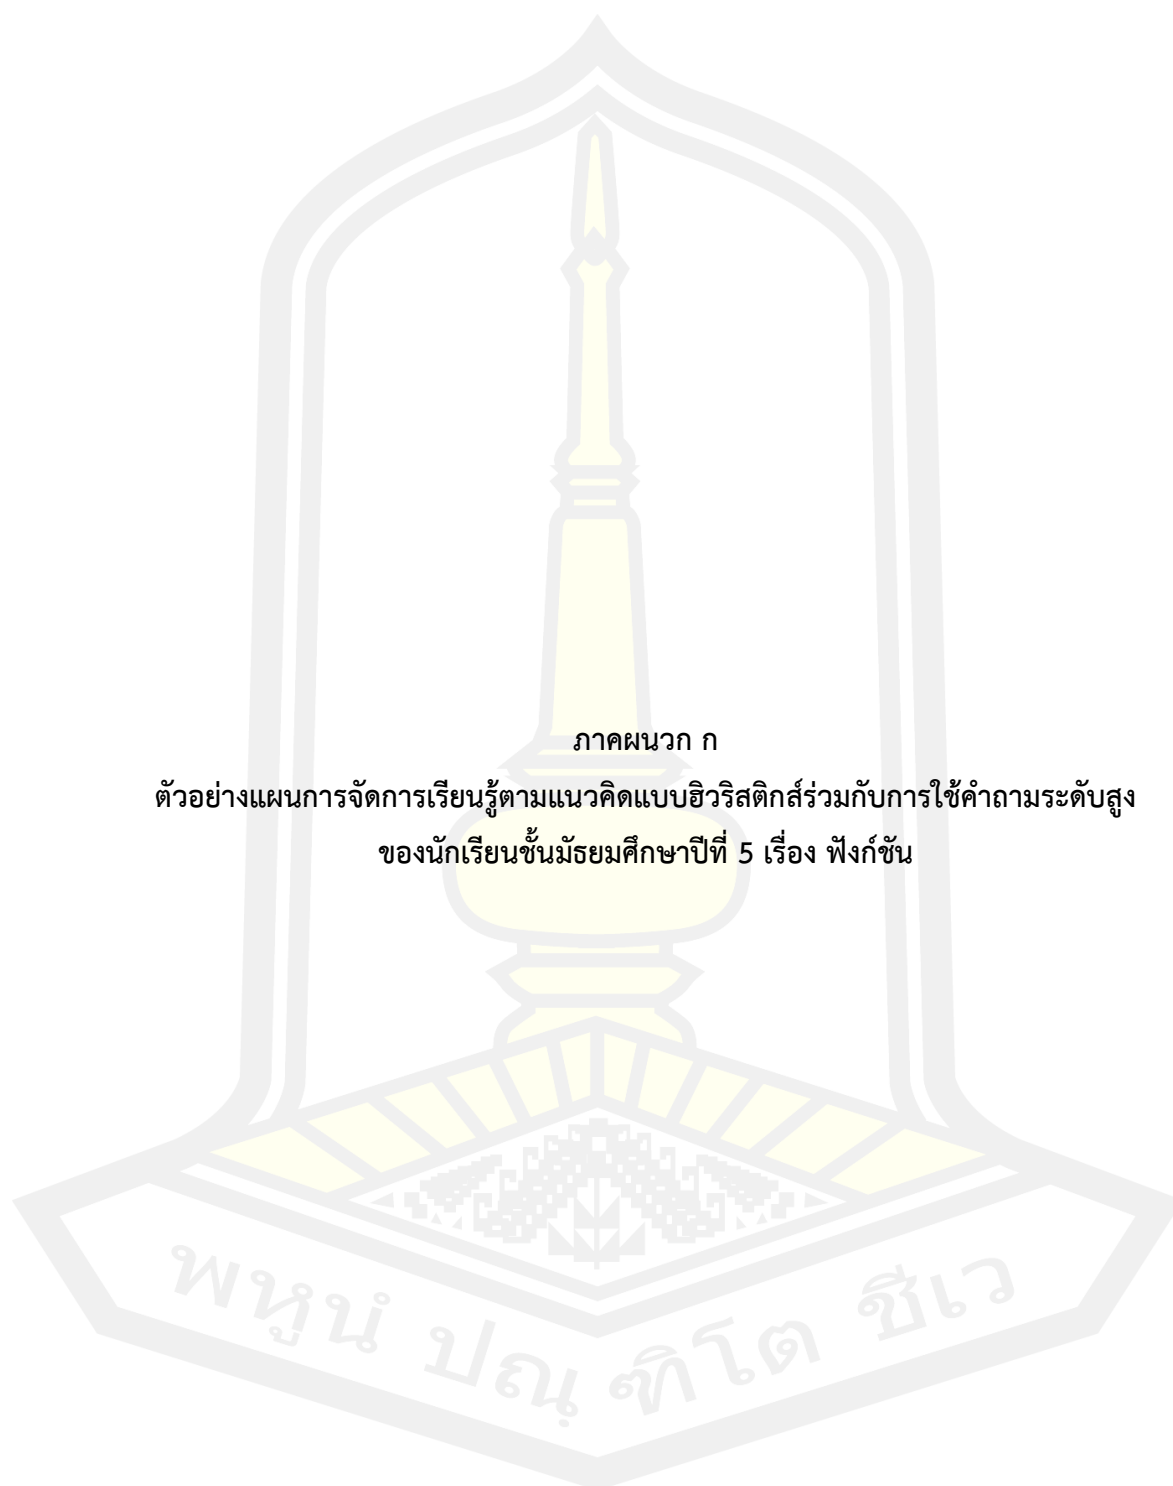 ภาคผนวก ก
ตัวอย่างแผนการจัดการเรียนรู้ตามแนวคิดแบบฮิวริสติกส์ร่วมกับการใช้คำถามระดับสูง
ของนักเรียนชั้นมัธยมศึกษาปีที่ 5 เรื่อง ฟังก์ชัน
พหูนํ ปณฺ ฑิโต ชีเว